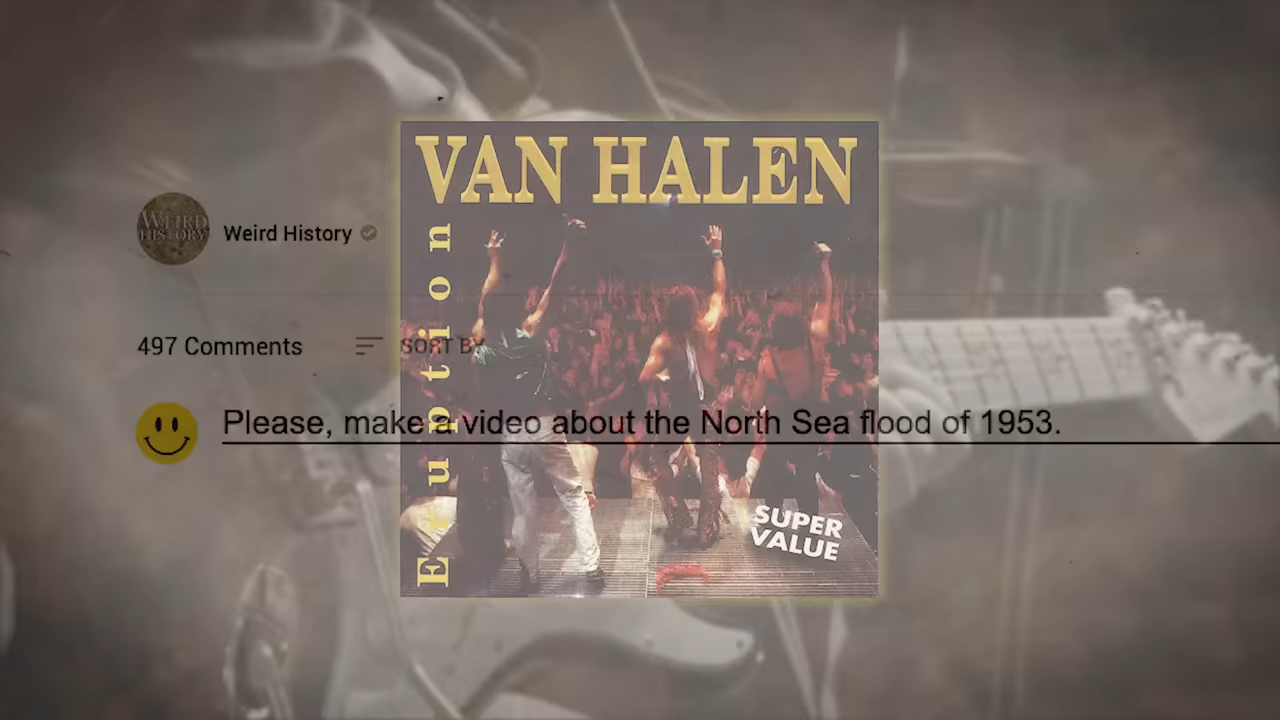 VAN HALEN
Eruption
WEIRD
HISTORY
Weird History
497 Comments
SORT BY
Please, make a video about the North Sea flood of 1953.
SUPER
VALUE